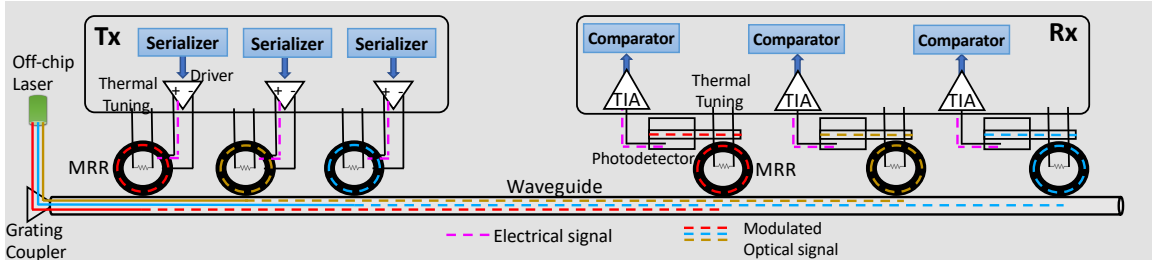 Tx
Serializer
Serializer
Serializer
Off-chip
Laser
Thermal
Tuning
Driver
+ -
+ -
+ -
MRR
Grating
Coupler
Waveguide
Comparator
Comparator
Comparator
Rx
TIA
TIA
TIA
Thermal
Tuning
Photodetector
MRR
Electrical signal
Modulated
Optical signal